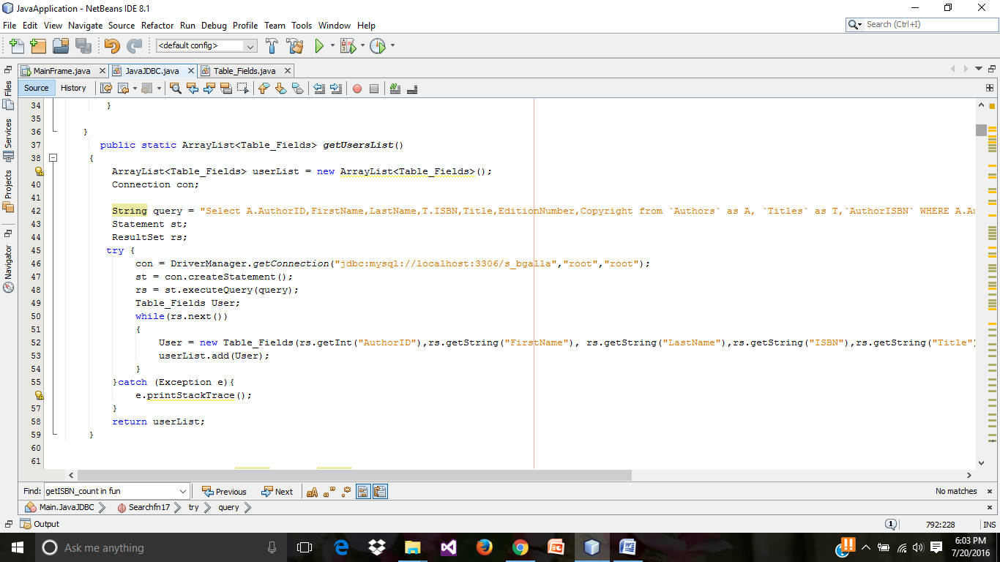 JavaApplication - NetBeans IDE 8.1
File Edit View Navigate Source Refactor Run Debug Profile Team Tools Window Help
Search (Ctrl+I)
<default config>
MainFrame.java JavaJDBC.java Table_Fields.java
Source History
Files
Services
Projects
Navigator
34 }
35
36 }
37 public static ArrayList<Table_Fields> getUsersList()
38 {
ArrayList<Table_Fields> userList = new ArrayList<Table_Fields>();
40 Connection con;
41
42 String query = "Select A.AuthorID,FirstName,LastName,T.ISBN,Title,EditionNumber,Copyright from `Authors` as A, `Titles` as T,`AuthorISBN` WHERE A.Au
43 Statement st;
44 ResultSet rs;
45 try {
46 con = DriverManager.getConnection("jdbc:mysql://localhost:3306/s_bgalla","root","root");
47 st = con.createStatement();
48 rs = st.executeQuery(query);
49 Table_Fields User;
50 while(rs.next())
51 {
52 User = new Table_Fields(rs.getInt("AuthorID"),rs.getString("FirstName"), rs.getString("LastName"),rs.getString("ISBN"),rs.getString("Title")
53 userList.add(User);
54 }
55 }catch (Exception e){
e.printStackTrace();
57 }
58 return userList;
59 }
60
61
Find: getISBN_count in fun Previous Next No matches
Main.JavaJDBC Searchfn17 try query
Output 1 792:228 INS
Ask me anything
6:03 PM
7/20/2016